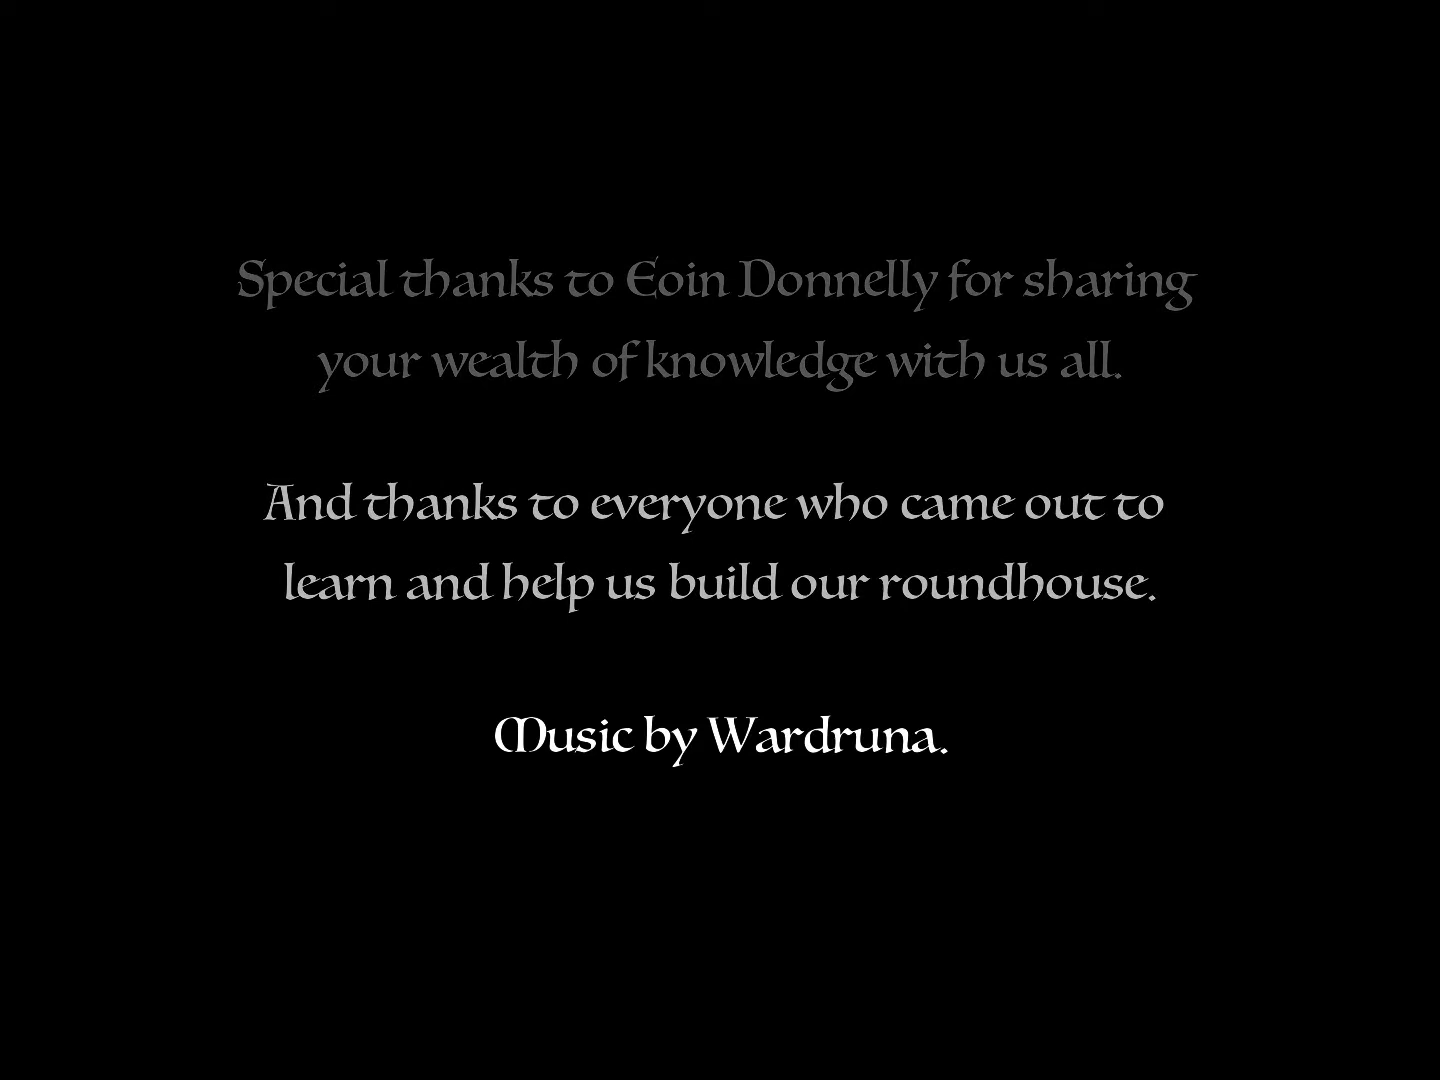 Special thanks to Eoin Donnelly for sharing
your wealth of knowledge with us all.
And thanks to everyone who came out to
learn and help us build our roundhouse.
Music by Wardruna.